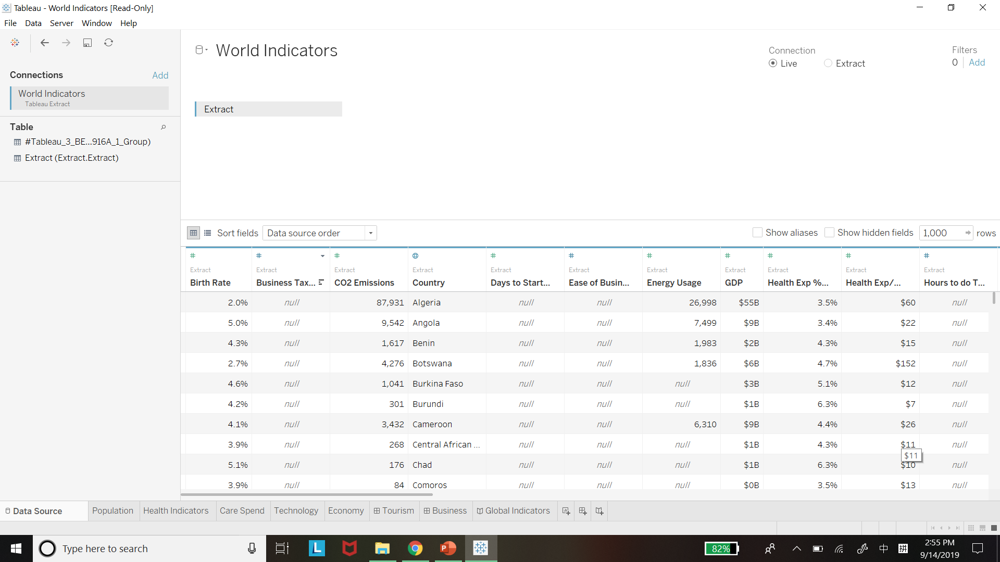 Tableau - World Indicators [Read-Only]
File Data Server Window Help
Connections Add
World Indicators
Tableau Extract
Table
#Tableau_3_BE...916A_1_Group)
Extract (Extract.Extract)
World Indicators
Connection
Live Extract
Filters
0 Add
Extract
Sort fields Data source order Show aliases Show hidden fields 1,000 rows
# # # # # # # # # #
Extract Extract Extract Extract Extract Extract Extract Extract Extract Extract Extract
Birth Rate Business Tax... CO2 Emissions Country Days to Start... Ease of Busin... Energy Usage GDP Health Exp %... Health Exp/... Hours to do T...
2.0% null 87,931 Algeria null null 26,998 $55B 3.5% $60 null
5.0% null 9,542 Angola null null 7,499 $9B 3.4% $22 null
4.3% null 1,617 Benin null null 1,983 $2B 4.3% $15 null
2.7% null 4,276 Botswana null null 1,836 $6B 4.7% $152 null
4.6% null 1,041 Burkina Faso null null null $3B 5.1% $12 null
4.2% null 301 Burundi null null null $1B 6.3% $7 null
4.1% null 3,432 Cameroon null null 6,310 $9B 4.4% $26 null
3.9% null 268 Central African ... null null null $1B 4.3% $11 null
$11
5.1% null 176 Chad null null null $1B 6.3% $10 null
3.9% null 84 Comoros null null null $0B 3.5% $13 null
Data Source Population Health Indicators Care Spend Technology Economy Tourism Business Global Indicators
Type here to search L P 82% 中 拼 2:55 PM
9/14/2019